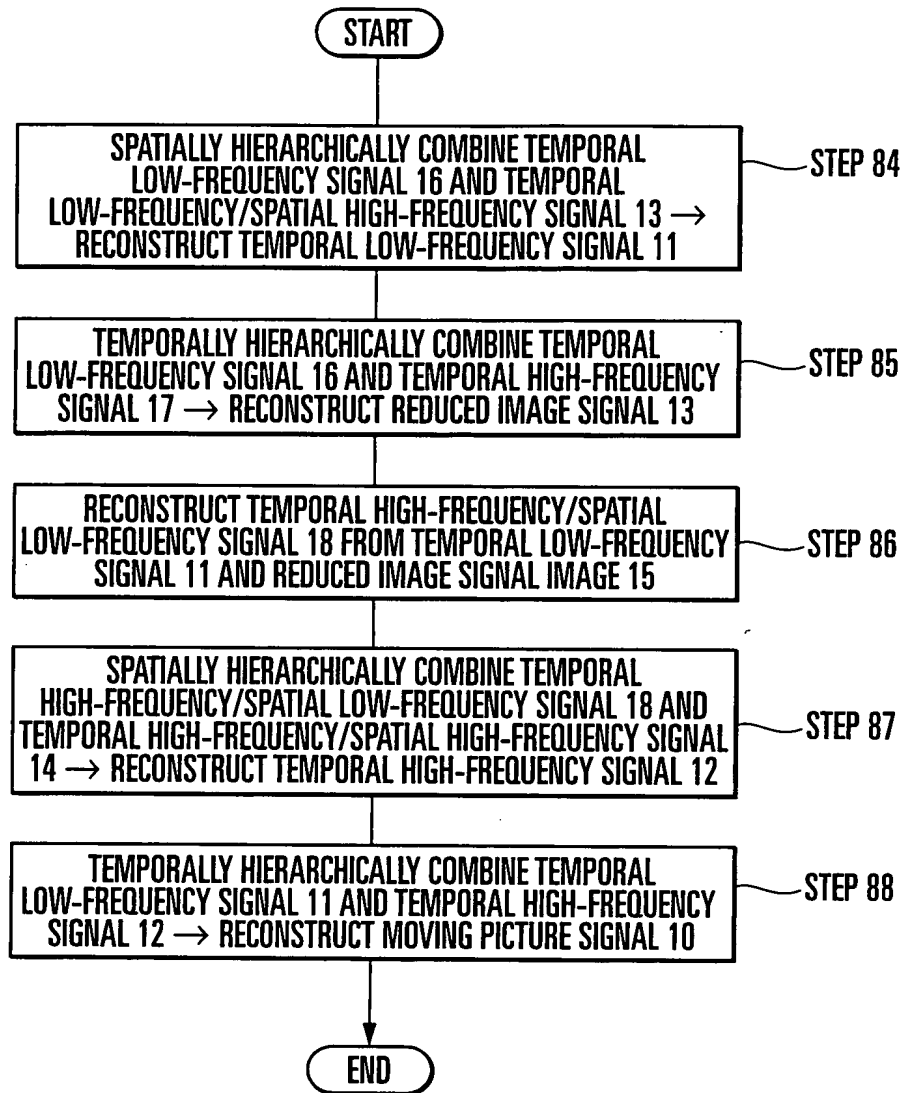 START
SPATIALLY HIERARCHICALLY COMBINE TEMPORAL
LOW-FREQUENCY SIGNAL 16 AND TEMPORAL
LOW-FREQUENCY/SPATIAL HIGH-FREQUENCY SIGNAL 13 →
RECONSTRUCT TEMPORAL LOW-FREQUENCY SIGNAL 11
STEP 84
TEMPORALLY HIERARCHICALLY COMBINE TEMPORAL
LOW-FREQUENCY SIGNAL 16 AND TEMPORAL HIGH-FREQUENCY
SIGNAL 17 → RECONSTRUCT REDUCED IMAGE SIGNAL 13
STEP 85
RECONSTRUCT TEMPORAL HIGH-FREQUENCY/SPATIAL
LOW-FREQUENCY SIGNAL 18 FROM TEMPORAL LOW-FREQUENCY
SIGNAL 11 AND REDUCED IMAGE SIGNAL IMAGE 15
STEP 86
SPATIALLY HIERARCHICALLY COMBINE TEMPORAL
HIGH-FREQUENCY/SPATIAL LOW-FREQUENCY SIGNAL 18 AND
TEMPORAL HIGH-FREQUENCY/SPATIAL HIGH-FREQUENCY SIGNAL
14 → RECONSTRUCT TEMPORAL HIGH-FREQUENCY SIGNAL 12
STEP 87
TEMPORALLY HIERARCHICALLY COMBINE TEMPORAL
LOW-FREQUENCY SIGNAL 11 AND TEMPORAL HIGH-FREQUENCY
SIGNAL 12 → RECONSTRUCT MOVING PICTURE SIGNAL 10
STEP 88
END